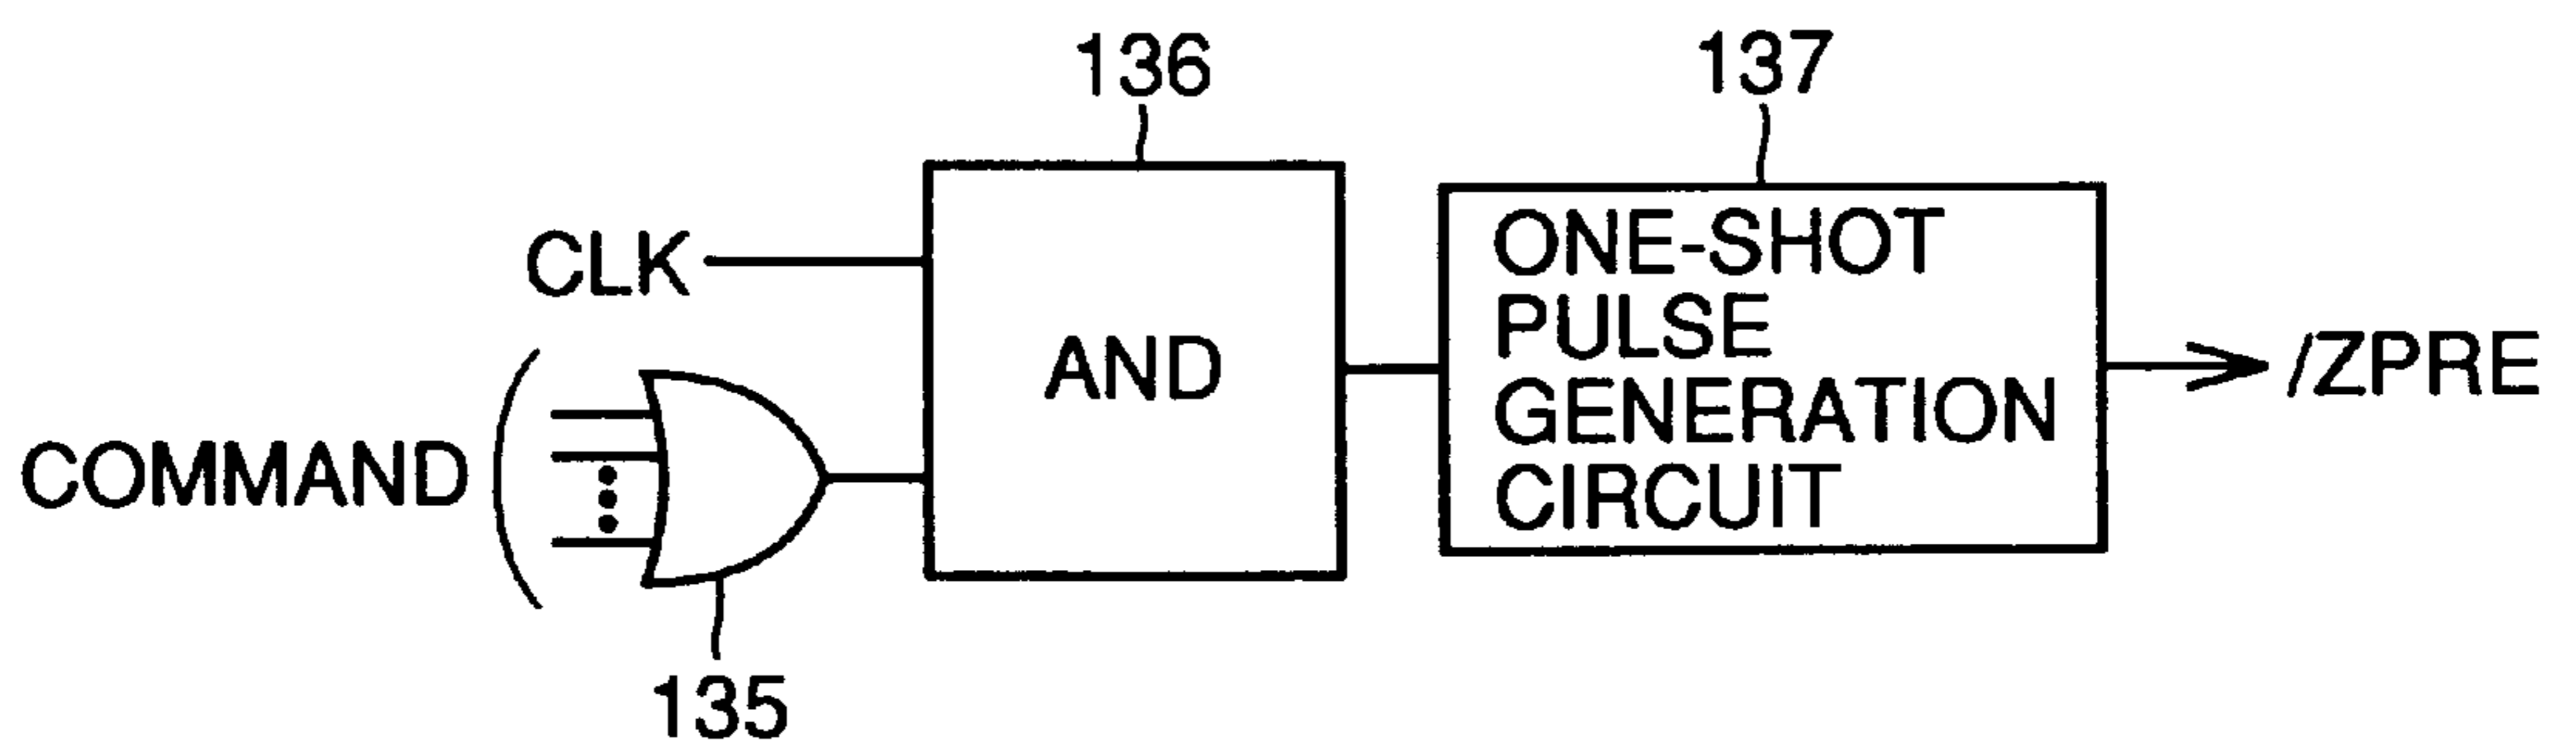 136
137
CLK
AND
ONE-SHOT
PULSE
GENERATION
CIRCUIT
/ZPRE
COMMAND
135